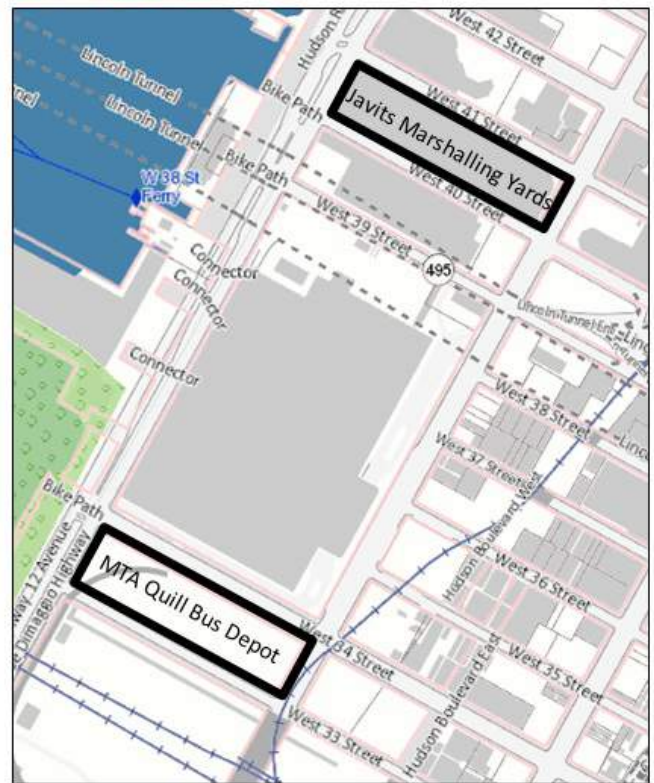 West 42 Street
Lincoln Tunnel
Lincoln Tunnel
Bike Path
West 41 Street
Javits Marshalling Yards
Bike Path
West 40 Street
W 38 St
Ferry
West 39 Street
495
Connector
Connector
Connector
West 38 Street
West 37 Street
Hudson Boulevard West
Bike Path
West 36 Street
MTA Quill Bus Depot
West 34 Street
West 35 Street
Hudson Boulevard East
West 33 Street